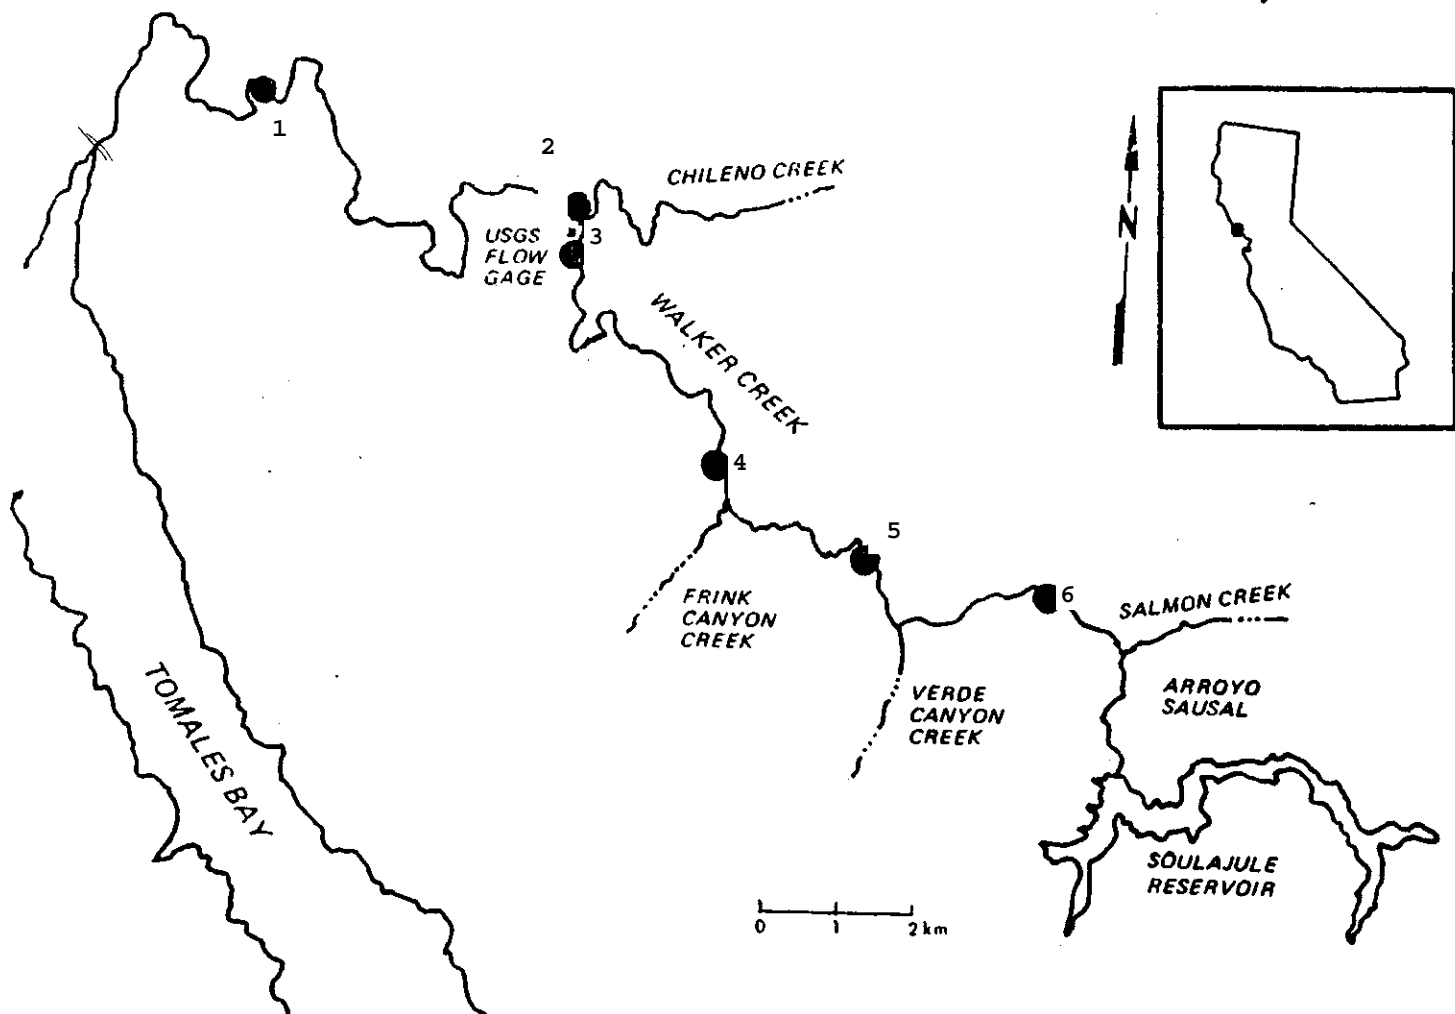 1
2
CHILENO CREEK
USGS
FLOW
GAGE
3
N
WALKER CREEK
4
5
FRINK
CANYON
CREEK
6
SALMON CREEK
VERDE
CANYON
CREEK
ARROYO
SAUSAL
TOMALES BAY
SOULAJULE
RESERVOIR
0 1 2 km